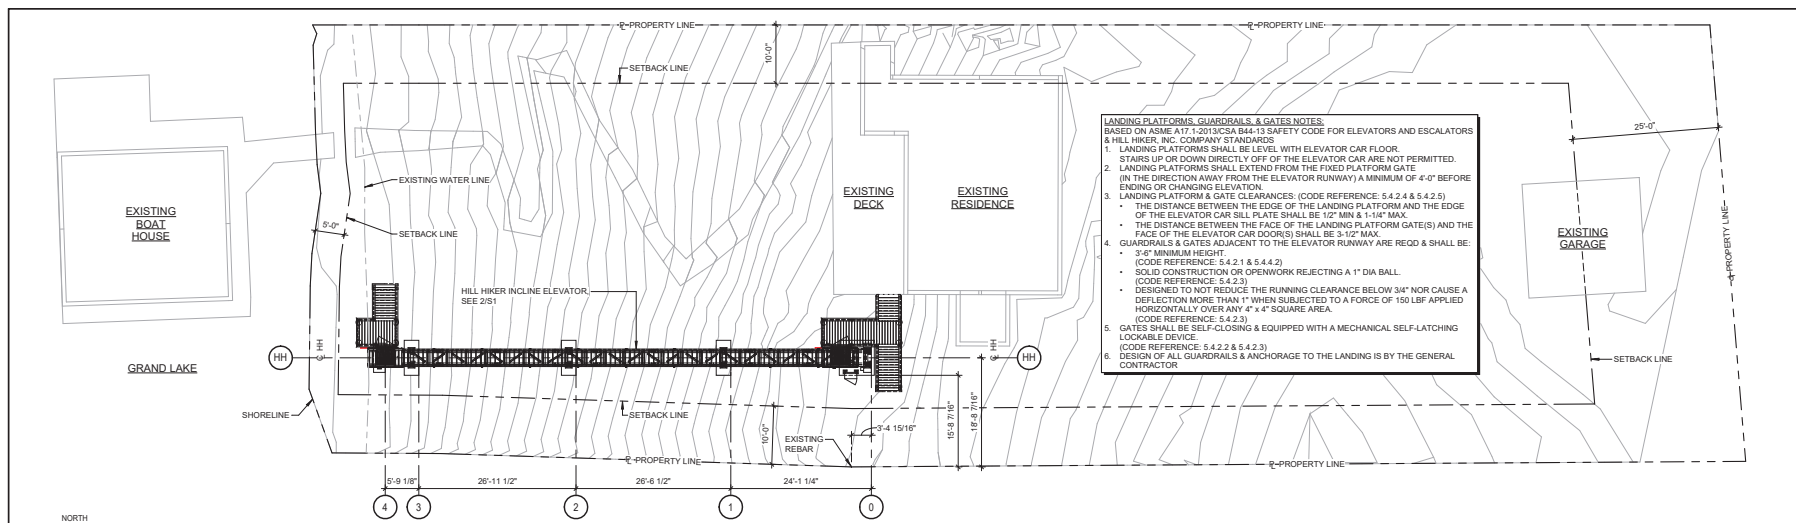 ℄ PROPERTY LINE
℄ PROPERTY LINE
10'-0"
SETBACK LINE
25'-0"
LANDING PLATFORMS, GUARDRAILS, & GATES NOTES:
BASED ON ASME A17.1-2013/CSA B44-13 SAFETY CODE FOR ELEVATORS AND ESCALATORS
& HILL HIKER, INC. COMPANY STANDARDS
1. LANDING PLATFORMS SHALL BE LEVEL WITH ELEVATOR CAR FLOOR.
STAIRS UP OR DOWN DIRECTLY OFF OF THE ELEVATOR CAR ARE NOT PERMITTED.
2. LANDING PLATFORMS SHALL EXTEND FROM THE FIXED PLATFORM GATE
(IN THE DIRECTION AWAY FROM THE ELEVATOR RUNWAY) A MINIMUM OF 4'-0" BEFORE
ENDING OR CHANGING ELEVATION.
3. LANDING PLATFORM & GATE CLEARANCES: (CODE REFERENCE: 5.4.2.4 & 5.4.2.5)
• THE DISTANCE BETWEEN THE EDGE OF THE LANDING PLATFORM AND THE EDGE
OF THE ELEVATOR CAR SILL PLATE SHALL BE 1/2" MIN & 1-1/4" MAX.
• THE DISTANCE BETWEEN THE FACE OF THE LANDING PLATFORM GATE(S) AND THE
FACE OF THE ELEVATOR CAR DOOR(S) SHALL BE 3-1/2" MAX.
4. GUARDRAILS & GATES ADJACENT TO THE ELEVATOR RUNWAY ARE REQD & SHALL BE:
• 3'-6" MINIMUM HEIGHT.
(CODE REFERENCE: 5.4.2.1 & 5.4.4.2)
• SOLID CONSTRUCTION OR OPENWORK REJECTING A 1" DIA BALL.
(CODE REFERENCE: 5.4.2.3)
• DESIGNED TO NOT REDUCE THE RUNNING CLEARANCE BELOW 3/4" NOR CAUSE A
DEFLECTION MORE THAN 1" WHEN SUBJECTED TO A FORCE OF 150 LBF APPLIED
HORIZONTALLY OVER ANY 4" x 4" SQUARE AREA.
(CODE REFERENCE: 5.4.2.3)
5. GATES SHALL BE SELF-CLOSING & EQUIPPED WITH A MECHANICAL SELF-LATCHING
LOCKABLE DEVICE.
(CODE REFERENCE: 5.4.2.2 & 5.4.2.3)
6. DESIGN OF ALL GUARDRAILS & ANCHORAGE TO THE LANDING IS BY THE GENERAL
CONTRACTOR
EXISTING WATER LINE
EXISTING
BOAT
HOUSE
EXISTING
DECK
EXISTING
RESIDENCE
EXISTING
GARAGE
℄ PROPERTY LINE
5'-0"
SETBACK LINE
HILL HIKER INCLINE ELEVATOR,
SEE 2/S1
HH
℄ HH
℄ HH
HH
GRAND LAKE
SETBACK LINE
SHORELINE
SETBACK LINE
10'-0"
EXISTING
REBAR
3'-4 15/16"
15'-8 7/16"
18'-8 7/16"
℄ PROPERTY LINE
℄ PROPERTY LINE
5'-9 1/8"
26'-11 1/2"
26'-6 1/2"
24'-1 1/4"
4
3
2
1
0
NORTH